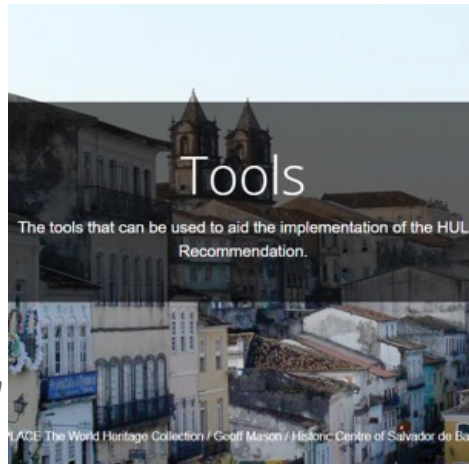 Tools
The tools that can be used to aid the implementation of the HUL
Recommendation.
PLACE The World Heritage Collection / Geoff Mason / Historic Centre of Salvador de Ba